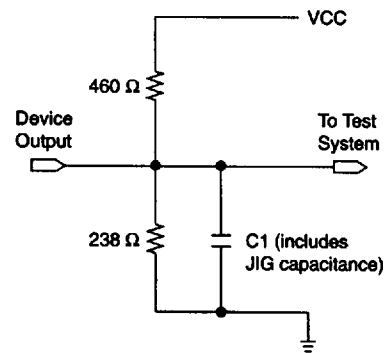 VCC
460 Ω
Device
Output
To Test
System
238 Ω
C1 (includes
JIG capacitance)